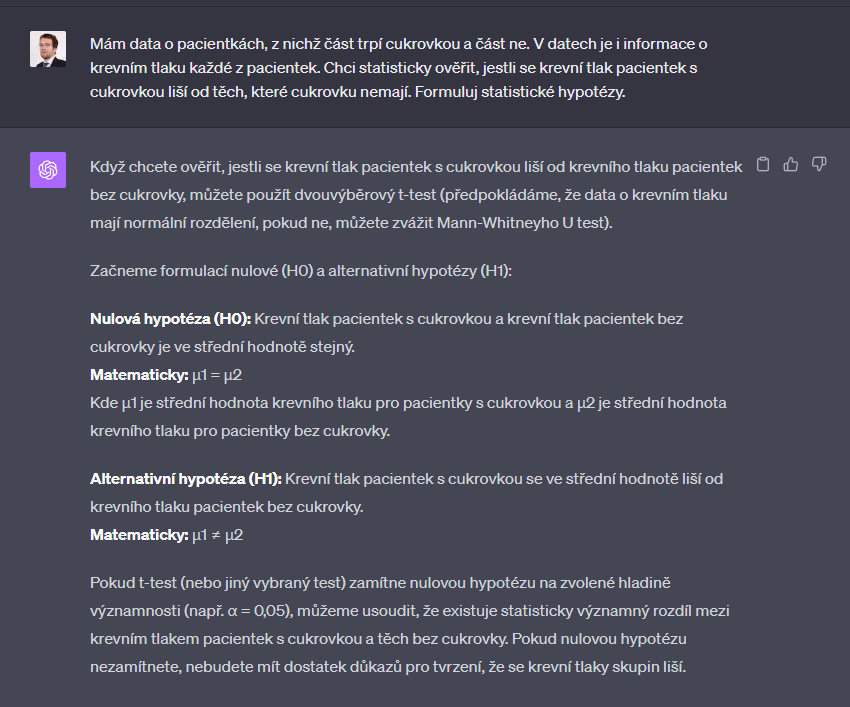 Mám data o pacientkách, z nichž část trpí cukrovkou a část ne. V datech je i informace o
krevním tlaku každé z pacientek. Chci statisticky ověřit, jestli se krevní tlak pacientek s
cukrovkou liší od těch, které cukrovku nemají. Formuluj statistické hypotézy.
Když chcete ověřit, jestli se krevní tlak pacientek s cukrovkou liší od krevního tlaku pacientek
bez cukrovky, můžete použít dvouvýběrový t-test (předpokládáme, že data o krevním tlaku
mají normální rozdělení, pokud ne, můžete zvážit Mann-Whitneyho U test).
Začneme formulací nulové (H0) a alternativní hypotézy (H1):
Nulová hypotéza (H0): Krevní tlak pacientek s cukrovkou a krevní tlak pacientek bez
cukrovky je ve střední hodnotě stejný.
Matematicky: μ1 = μ2
Kde μ1 je střední hodnota krevního tlaku pro pacientky s cukrovkou a μ2 je střední hodnota
krevního tlaku pro pacientky bez cukrovky.
Alternativní hypotéza (H1): Krevní tlak pacientek s cukrovkou se ve střední hodnotě liší od
krevního tlaku pacientek bez cukrovky.
Matematicky: μ1 ≠ μ2
Pokud t-test (nebo jiný vybraný test) zamítne nulovou hypotézu na zvolené hladině
významnosti (např. α = 0,05), můžeme usoudit, že existuje statisticky významný rozdíl mezi
krevním tlakem pacientek s cukrovkou a těch bez cukrovky. Pokud nulovou hypotézu
nezamítnete, nebudete mít dostatek důkazů pro tvrzení, že se krevní tlaky skupin liší.